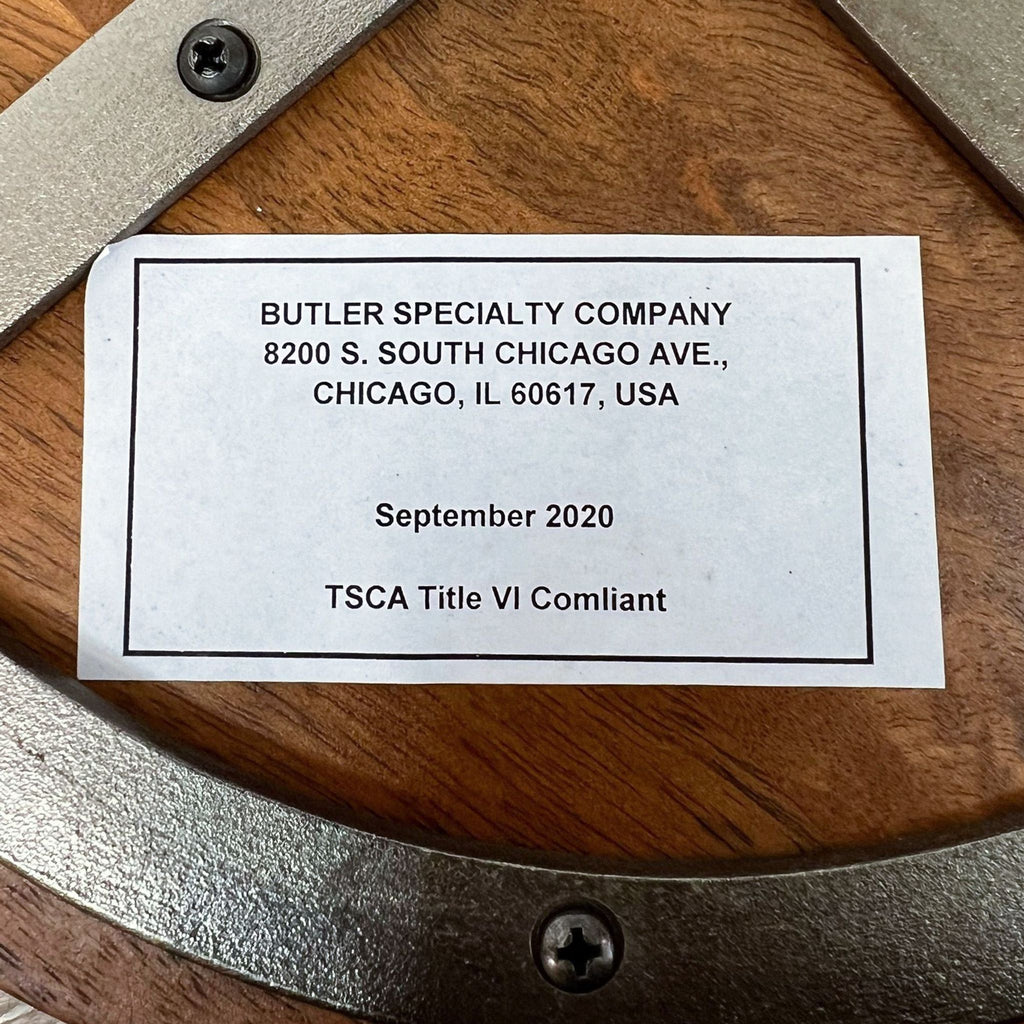 BUTLER SPECIALTY COMPANY
8200 S. SOUTH CHICAGO AVE.,
CHICAGO, IL 60617, USA
September 2020
TSCA Title VI Comliant